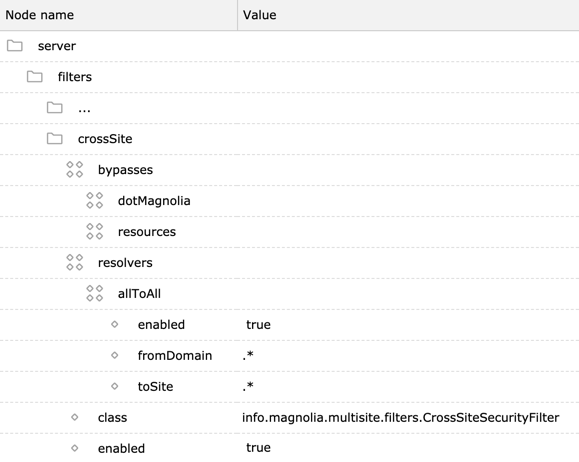 Node name Value
server
filters
...
crossSite
bypasses
dotMagnolia
resources
resolvers
allToAll
enabled true
fromDomain .*
toSite .*
class info.magnolia.multisite.filters.CrossSiteSecurityFilter
enabled true